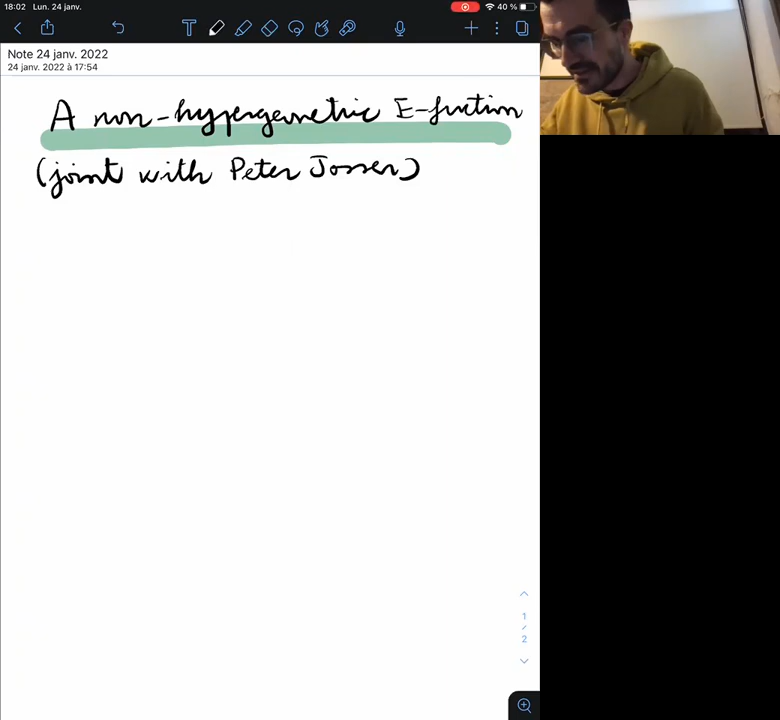 18:02 Lun. 24 janv.
40 %
Note 24 janv. 2022
24 janv. 2022 à 17:54
A non-hypergeometric E-function
(joint with Peter Jossen)
1
/
2